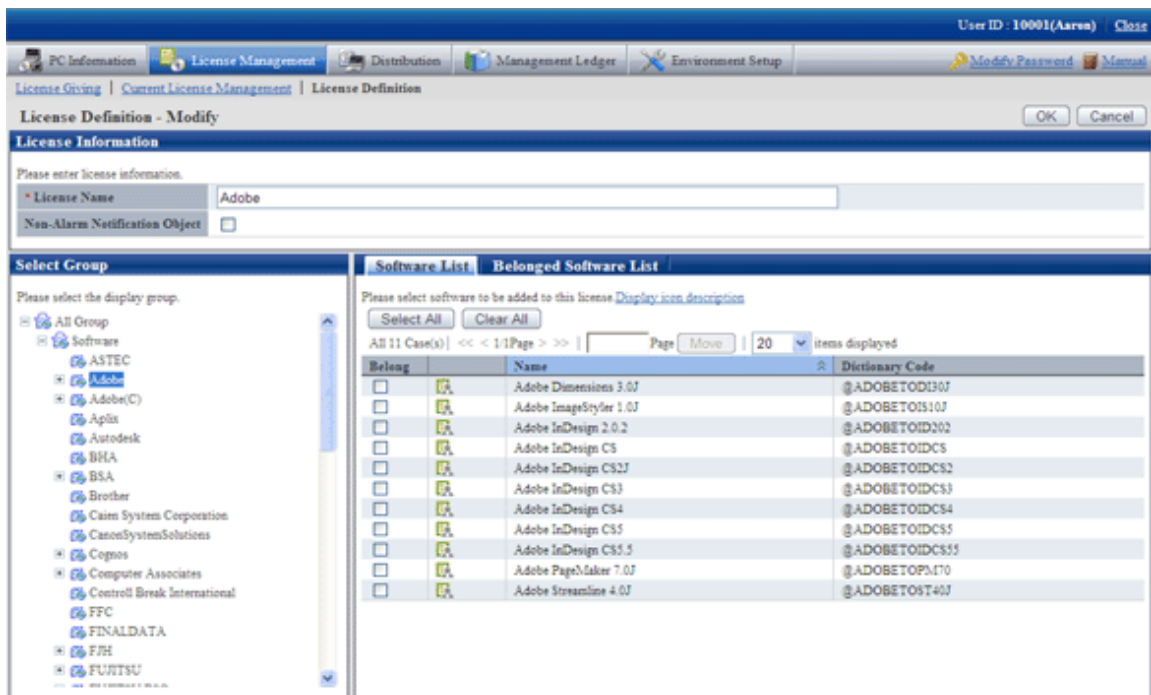 User ID : 10001(Aaron) Close
PC Information License Management Distribution Management Ledger Environment Setup Modify Password Manual
License Giving | Current License Management | License Definition
License Definition - Modify OK Cancel
License Information
Please enter license information.
* License Name Adobe
Non-Alarm Notification Object
Select Group
Please select the display group.
All Group
Software
ASTEC
Adobe
Adobe(C)
Aplix
Autodesk
BHA
BSA
Brother
Caien System Corporation
CanonSystemSolutions
Cognos
Computer Associates
Controll Break International
FFC
FINALDATA
FJH
FUJITSU
Software List Belonged Software List
Please select software to be added to this license.Display icon description
Select All Clear All
All 11 Case(s) | << < 1/1Page > >> | Page Move | 20 items displayed
Belong Name Dictionary Code
Adobe Dimensions 3.0J @ADOBETODI30J
Adobe ImageStyler 1.0J @ADOBETOIS10J
Adobe InDesign 2.0.2 @ADOBETOID202
Adobe InDesign CS @ADOBETOIDCS
Adobe InDesign CS2J @ADOBETOIDCS2
Adobe InDesign CS3 @ADOBETOIDCS3
Adobe InDesign CS4 @ADOBETOIDCS4
Adobe InDesign CS5 @ADOBETOIDCS5
Adobe InDesign CS5.5 @ADOBETOIDCS55
Adobe PageMaker 7.0J @ADOBETOPM70
Adobe Streamline 4.0J @ADOBETOST40J